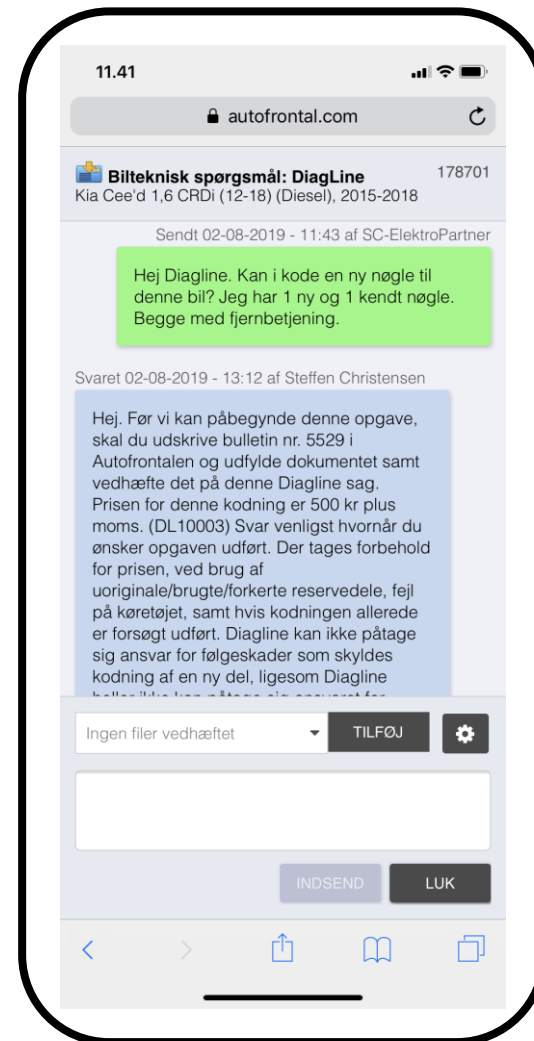 11.41
autofrontal.com
Bilteknisk spørgsmål: DiagLine
178701
Kia Cee'd 1,6 CRDi (12-18) (Diesel), 2015-2018
Sendt 02-08-2019 - 11:43 af SC-ElektroPartner
Hej Diagline. Kan i kode en ny nøgle til
denne bil? Jeg har 1 ny og 1 kendt nøgle.
Begge med fjernbetjening.
Svaret 02-08-2019 - 13:12 af Steffen Christensen
Hej. Før vi kan påbegynde denne opgave,
skal du udskrive bulletin nr. 5529 i
Autofrontalen og udfylde dokumentet samt
vedhæfte det på denne Diagline sag.
Prisen for denne kodning er 500 kr plus
moms. (DL10003) Svar venligst hvornår du
ønsker opgaven udført. Der tages forbehold
for prisen, ved brug af
uoriginale/brugte/forkerte reservedele, fejl
på køretøjet, samt hvis kodningen allerede
er forsøgt udført. Diagline kan ikke påtage
sig ansvar for følgeskader som skyldes
kodning af en ny del, ligesom Diagline
Ingen filer vedhæftet
TILFØJ
INDSEND
LUK